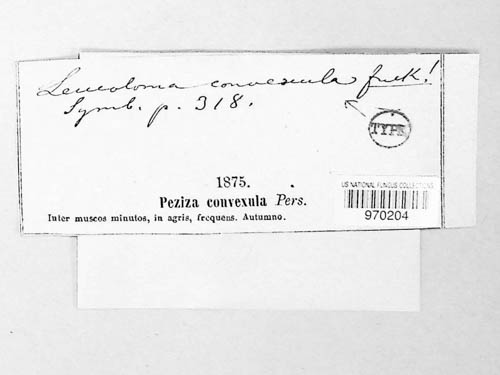 Leucoloma convexula fuck!
Symb. p. 318.
TYPE
1875.
Peziza convexula Pers.
Inter muscos minutos, in agris, frequens. Autumno.
US NATIONAL FUNGUS COLLECTIONS
970204